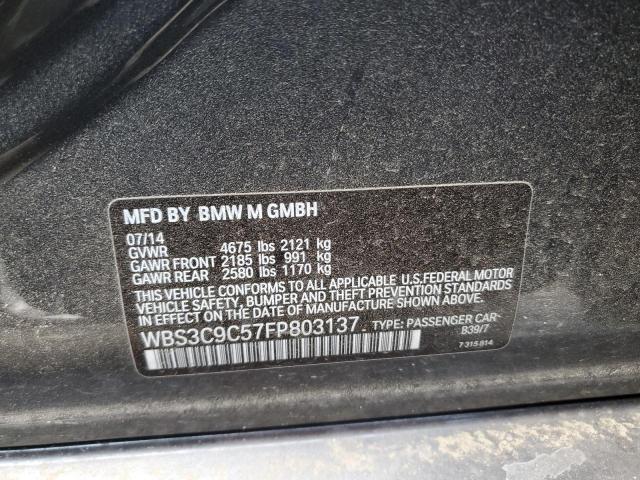 MFD BY BMW M GMBH
07/14
GVWR 4675 lbs 2121 kg
GAWR FRONT 2185 lbs 991 kg
GAWR REAR 2580 lbs 1170 kg
THIS VEHICLE CONFORMS TO ALL APPLICABLE U.S.FEDERAL MOTOR
VEHICLE SAFETY, BUMPER AND THEFT PREVENTION STANDARDS
IN EFFECT ON THE DATE OF MANUFACTURE SHOWN ABOVE.
WBS3C9C57FP803137 TYPE: PASSENGER CAR-
B39/7
7 315 814